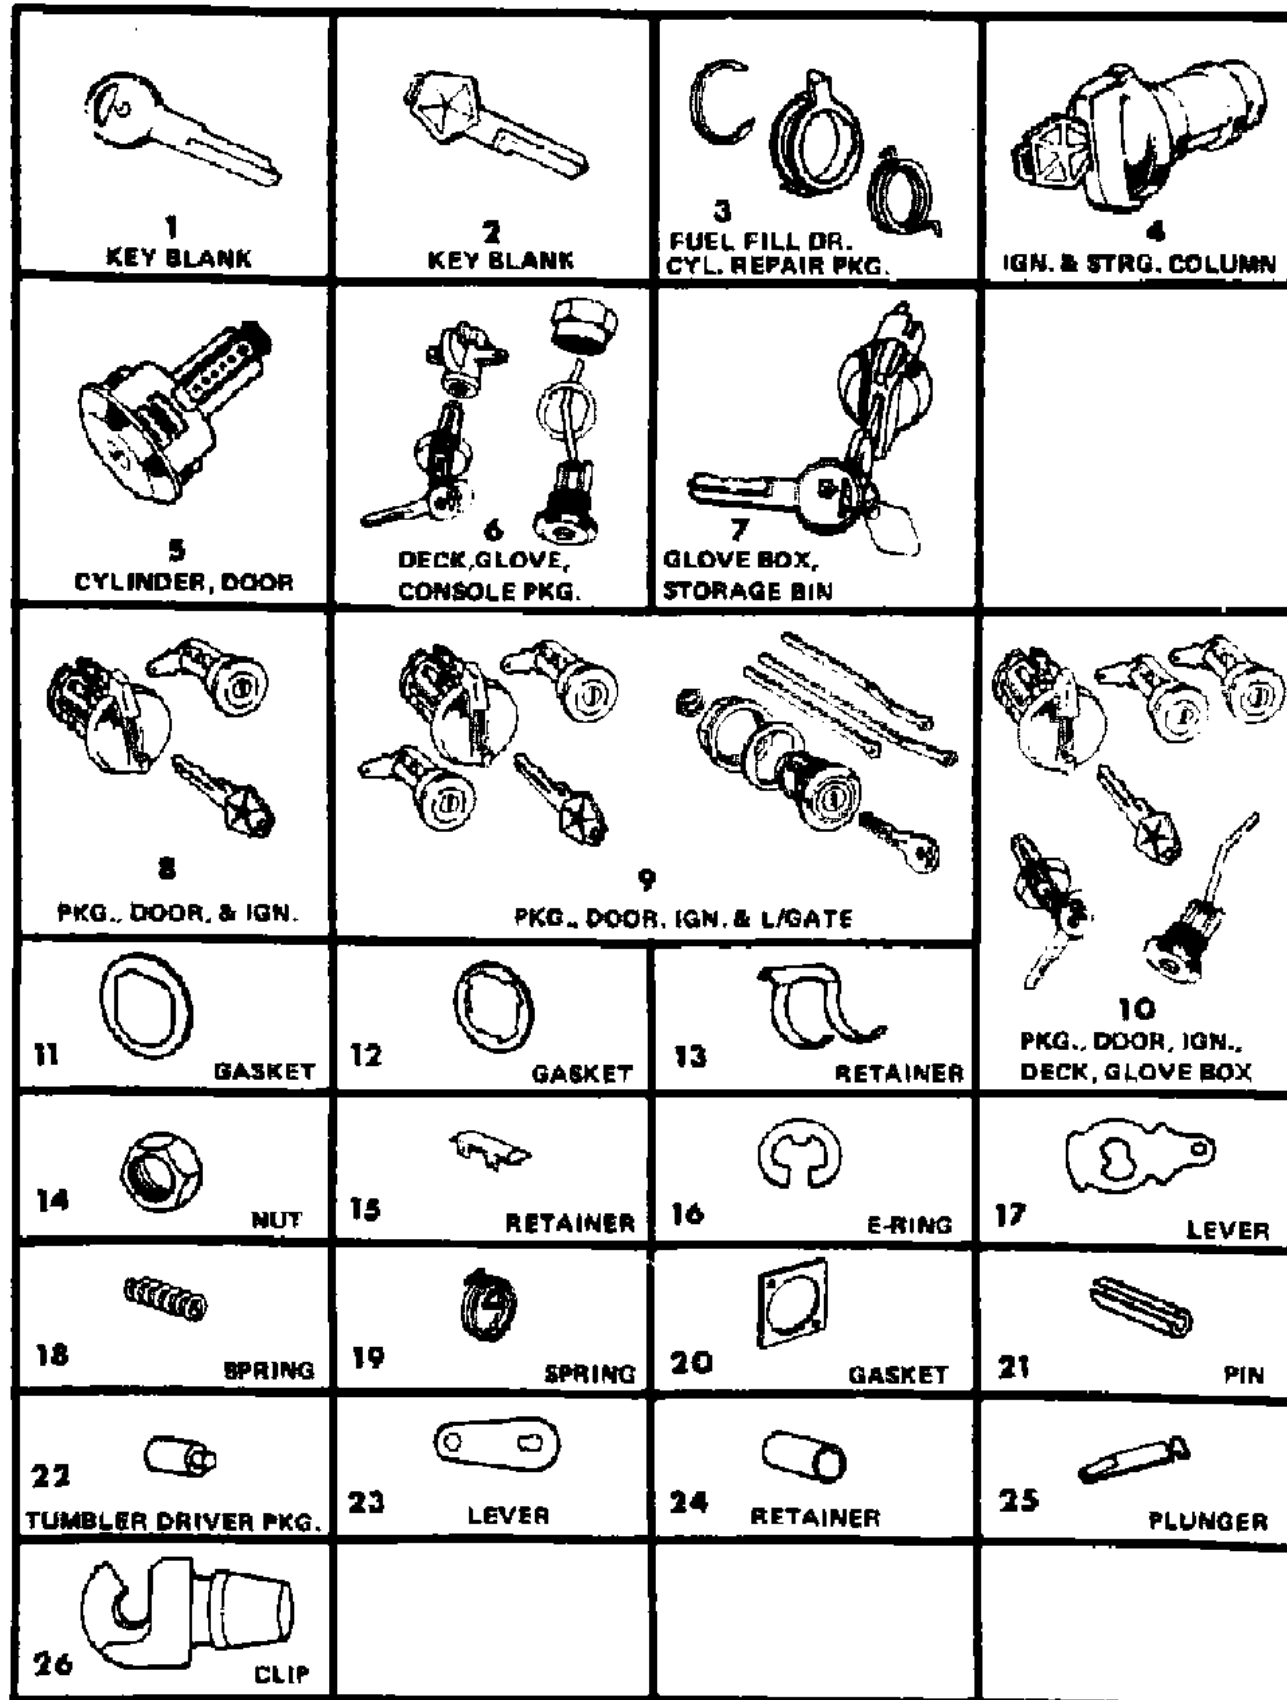 1
KEY BLANK
2
KEY BLANK
3
FUEL FILL DR.
CYL. REPAIR PKG.
4
IGN. & STRG. COLUMN
5
CYLINDER, DOOR
6
DECK, GLOVE,
CONSOLE PKG.
7
GLOVE BOX,
STORAGE BIN
8
PKG., DOOR, & IGN.
9
PKG., DOOR, IGN. & L/GATE
10
PKG., DOOR, IGN.,
DECK, GLOVE BOX
11
GASKET
12
GASKET
13
RETAINER
14
NUT
15
RETAINER
16
E-RING
17
LEVER
18
SPRING
19
SPRING
20
GASKET
21
PIN
22
TUMBLER DRIVER PKG.
23
LEVER
24
RETAINER
25
PLUNGER
26
CLIP